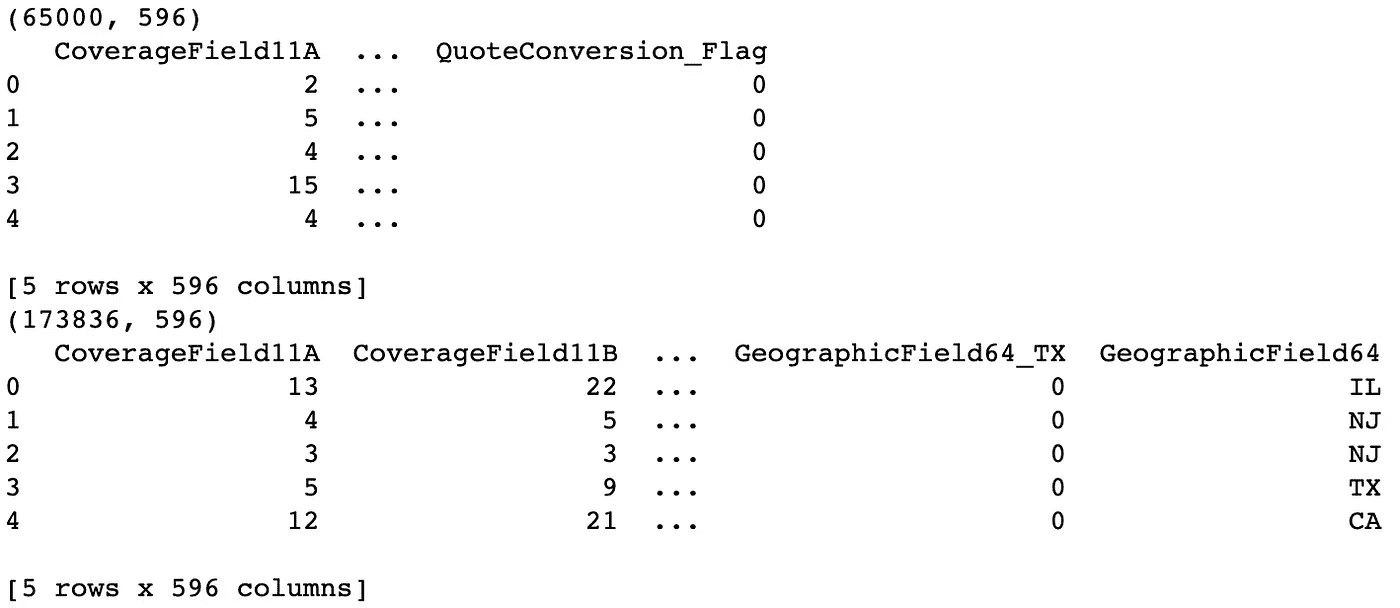 (65000, 596)
   CoverageField11A  ...  QuoteConversion_Flag
0                 2  ...                     0
1                 5  ...                     0
2                 4  ...                     0
3                15  ...                     0
4                 4  ...                     0

[5 rows x 596 columns]
(173836, 596)
   CoverageField11A  CoverageField11B  ...  GeographicField64_TX  GeographicField64
0                13                22  ...                     0                 IL
1                 4                 5  ...                     0                 NJ
2                 3                 3  ...                     0                 NJ
3                 5                 9  ...                     0                 TX
4                12                21  ...                     0                 CA

[5 rows x 596 columns]